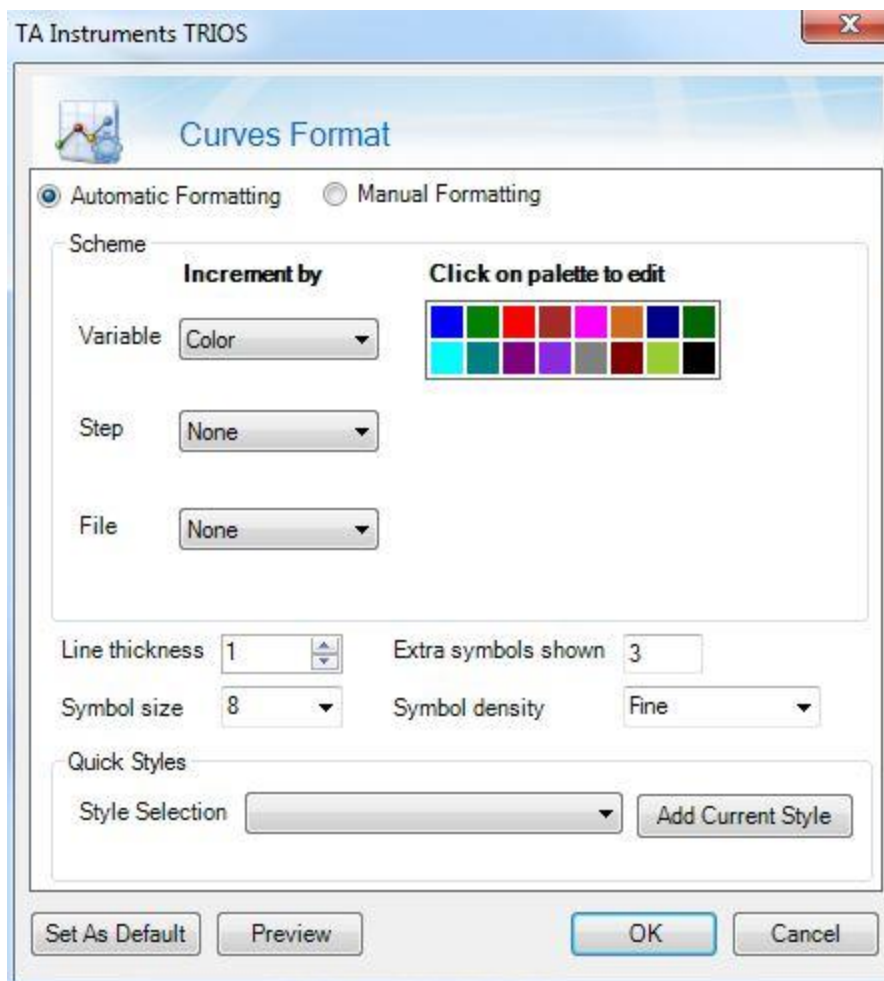 TA Instruments TRIOS
Curves Format
Automatic Formatting Manual Formatting
Scheme
Increment by Click on palette to edit
Variable Color
Step None
File None
Line thickness 1 Extra symbols shown 3
Symbol size 8 Symbol density Fine
Quick Styles
Style Selection Add Current Style
Set As Default Preview OK Cancel